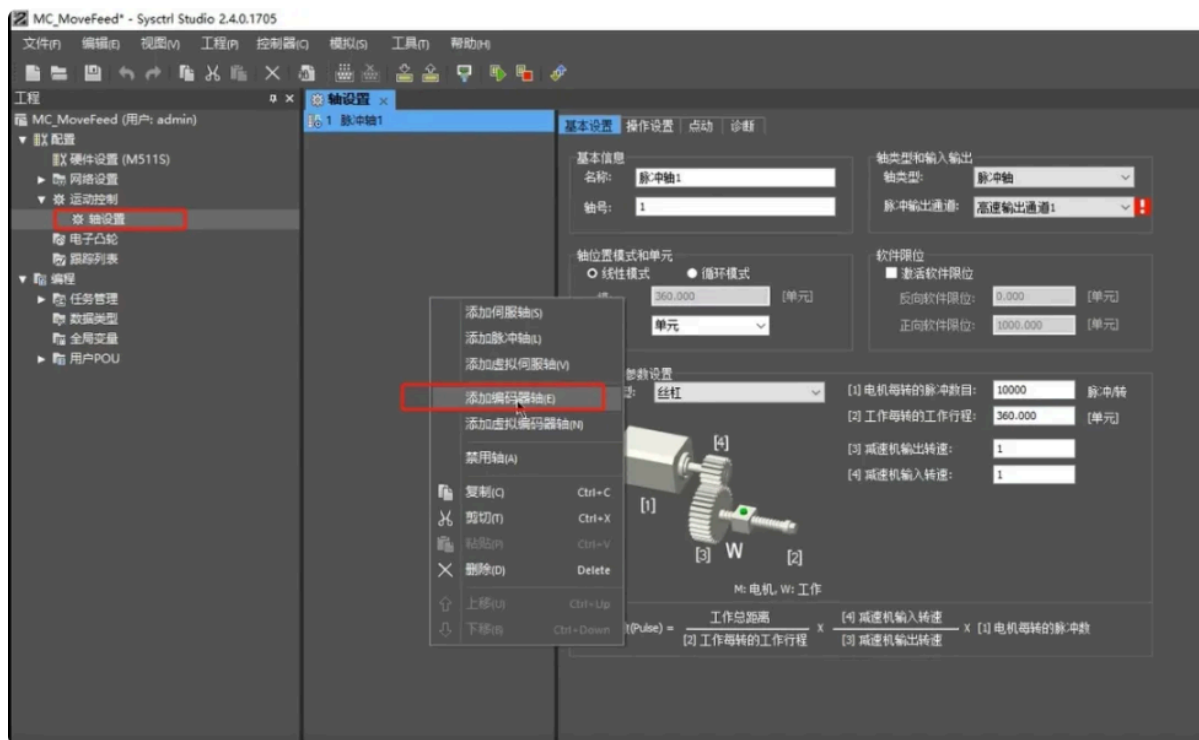 MC_MoveFeed* - Sysctrl Studio 2.4.0.1705
文件(F) 编辑(E) 视图(V) 工程(P) 控制器(C) 模拟(S) 工具(T) 帮助(H)
工程
MC_MoveFeed (用户: admin)
配置
硬件设置 (M511S)
网络设置
运动控制
轴设置
电子凸轮
跟踪列表
编程
任务管理
数据类型
全局变量
用户POU
轴设置
1 脉冲轴1
添加伺服轴(S)
添加脉冲轴(L)
添加虚拟伺服轴(V)
添加编码器轴(E)
添加虚拟编码器轴(N)
禁用轴(A)
复制(C) Ctrl+C
剪切(T) Ctrl+X
粘贴(P) Ctrl+V
删除(D) Delete
上移(U) Ctrl+Up
下移(B) Ctrl+Down
基本设置 操作设置 点动 诊断
基本信息
名称: 脉冲轴1
轴号: 1
轴类型和输入输出
轴类型: 脉冲轴
脉冲输出通道: 高速输出通道1
轴位置模式和单元
线性模式 循环模式
360.000 [单元]
单元
软件限位
激活软件限位
反向软件限位: 0.000 [单元]
正向软件限位: 1000.000 [单元]
参数设置
丝杠
[1] 电机每转的脉冲数目: 10000 脉冲/转
[2] 工作每转的工作行程: 360.000 [单元]
[3] 减速机输出转速: 1
[4] 减速机输入转速: 1
[4]
[1]
[3] W [2]
M: 电机, W: 工作
(Pulse) = 工作总距离 / [2] 工作每转的工作行程 X [4] 减速机输入转速 / [3] 减速机输出转速 X [1] 电机每转的脉冲数